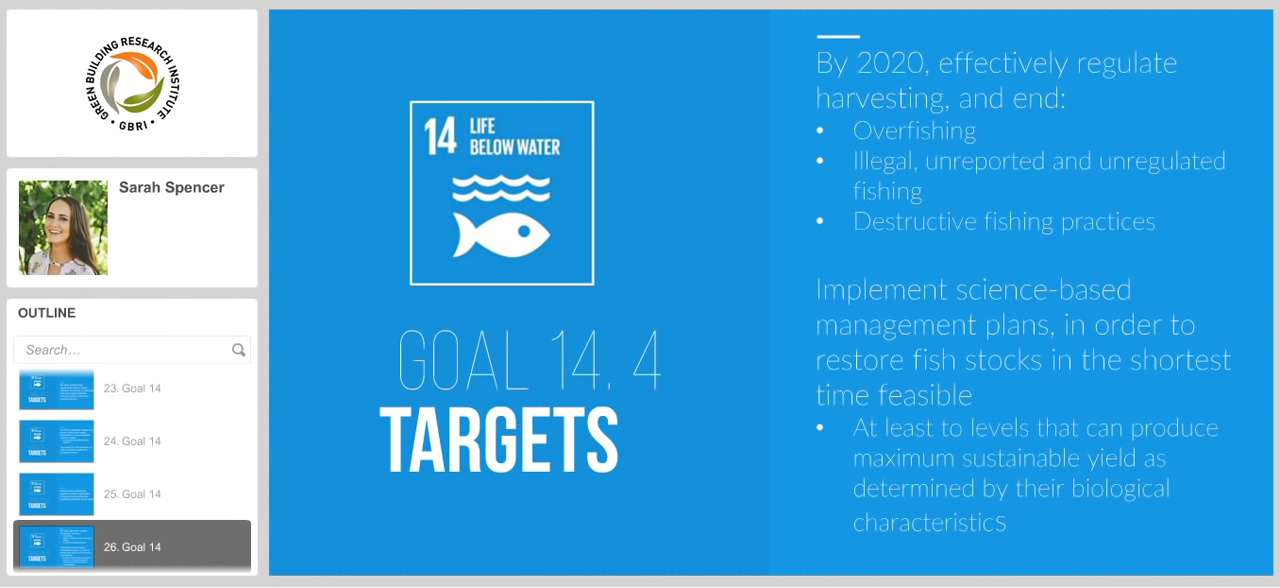 GREEN BUILDING RESEARCH INSTITUTE
• GBRI •
Sarah Spencer
OUTLINE
Search...
23. Goal 14
24. Goal 14
25. Goal 14
26. Goal 14
14 LIFE
BELOW WATER
GOAL 14. 4
TARGETS
By 2020, effectively regulate
harvesting, and end:
• Overfishing
• Illegal, unreported and unregulated
fishing
• Destructive fishing practices
Implement science-based
management plans, in order to
restore fish stocks in the shortest
time feasible
• At least to levels that can produce
maximum sustainable yield as
determined by their biological
characteristics